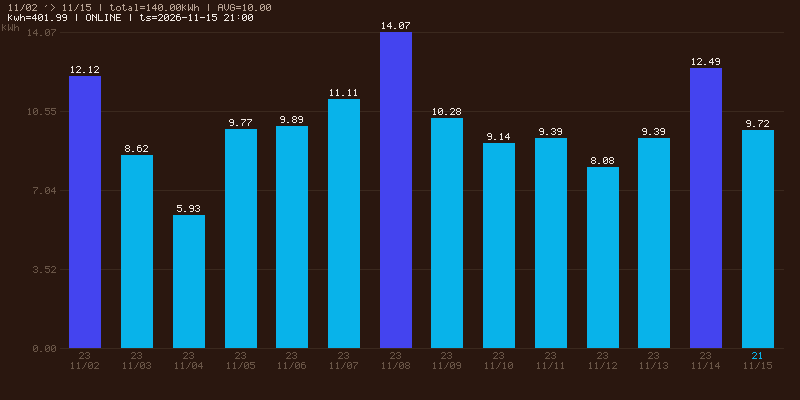 11/02 -> 11/15 | total=140.00kWh | AVG=10.00
Kwh=401.99 | ONLINE | ts=2026-11-15 21:00
kWh
14.07
10.55
7.04
3.52
0.00
12.12 8.62 5.93 9.77 9.89 11.11 14.07 10.28 9.14 9.39 8.08 9.39 12.49 9.72
23 23 23 23 23 23 23 23 23 23 23 23 23 21
11/02 11/03 11/04 11/05 11/06 11/07 11/08 11/09 11/10 11/11 11/12 11/13 11/14 11/15